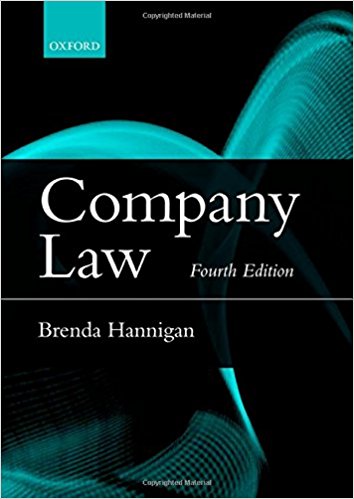 Copyrighted Material
OXFORD
Company
Law Fourth Edition
Brenda Hannigan
Copyrighted Material